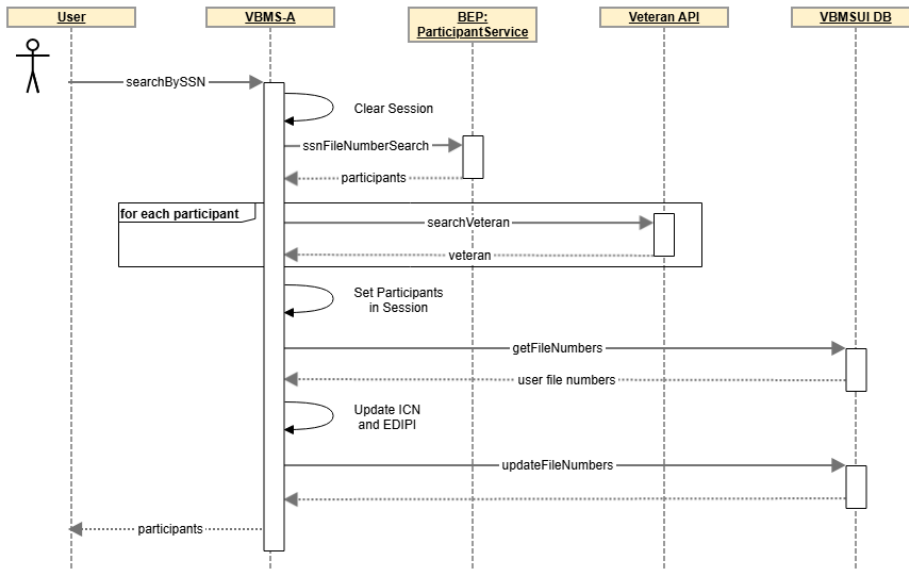 User
VBMS-A
BEP:
ParticipantService
Veteran API
VBMSUI DB
searchBySSN
Clear Session
ssnFileNumberSearch
participants
for each participant
searchVeteran
veteran
Set Participants
in Session
getFileNumbers
user file numbers
Update ICN
and EDIPI
updateFileNumbers
participants